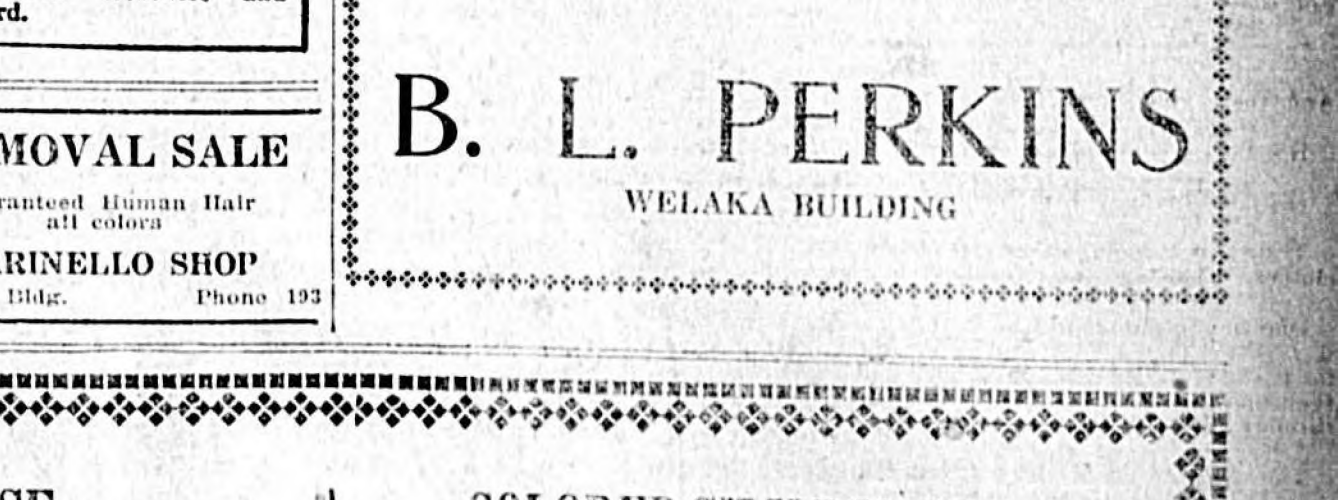 rd.
MOVAL SALE
ranteed Human Hair
all colors
RINELLO SHOP
Bldg. Phone 193
B. L. PERKINS
WELAKA BUILDING